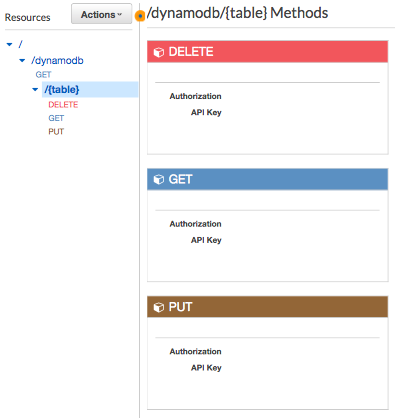 Resources
Actions
/
/dynamodb
GET
/{table}
DELETE
GET
PUT
/dynamodb/{table} Methods
DELETE
Authorization
API Key
GET
Authorization
API Key
PUT
Authorization
API Key